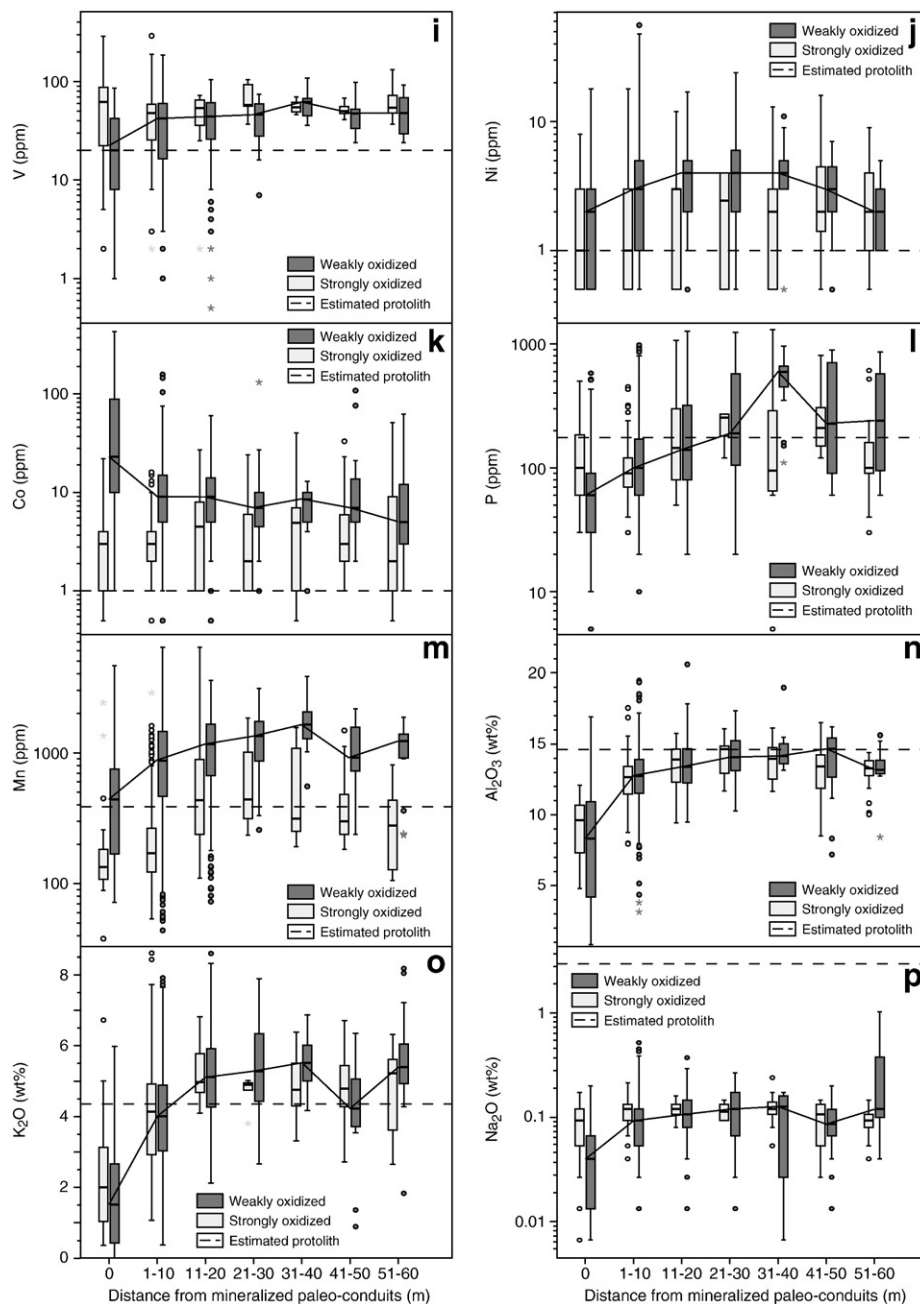 i
V (ppm)
100
10
1
Weakly oxidized
Strongly oxidized
Estimated protolith
j
Ni (ppm)
10
1
Weakly oxidized
Strongly oxidized
Estimated protolith
k
Co (ppm)
100
10
1
Weakly oxidized
Strongly oxidized
Estimated protolith
l
P (ppm)
1000
100
10
Weakly oxidized
Strongly oxidized
Estimated protolith
m
Mn (ppm)
1000
100
Weakly oxidized
Strongly oxidized
Estimated protolith
n
Al₂O₃ (wt%)
20
15
10
5
Weakly oxidized
Strongly oxidized
Estimated protolith
o
K₂O (wt%)
8
6
4
2
0
Weakly oxidized
Strongly oxidized
Estimated protolith
0 1-10 11-20 21-30 31-40 41-50 51-60
Distance from mineralized paleo-conduits (m)
p
Na₂O (wt%)
1
0.1
0.01
Weakly oxidized
Strongly oxidized
Estimated protolith
0 1-10 11-20 21-30 31-40 41-50 51-60
Distance from mineralized paleo-conduits (m)